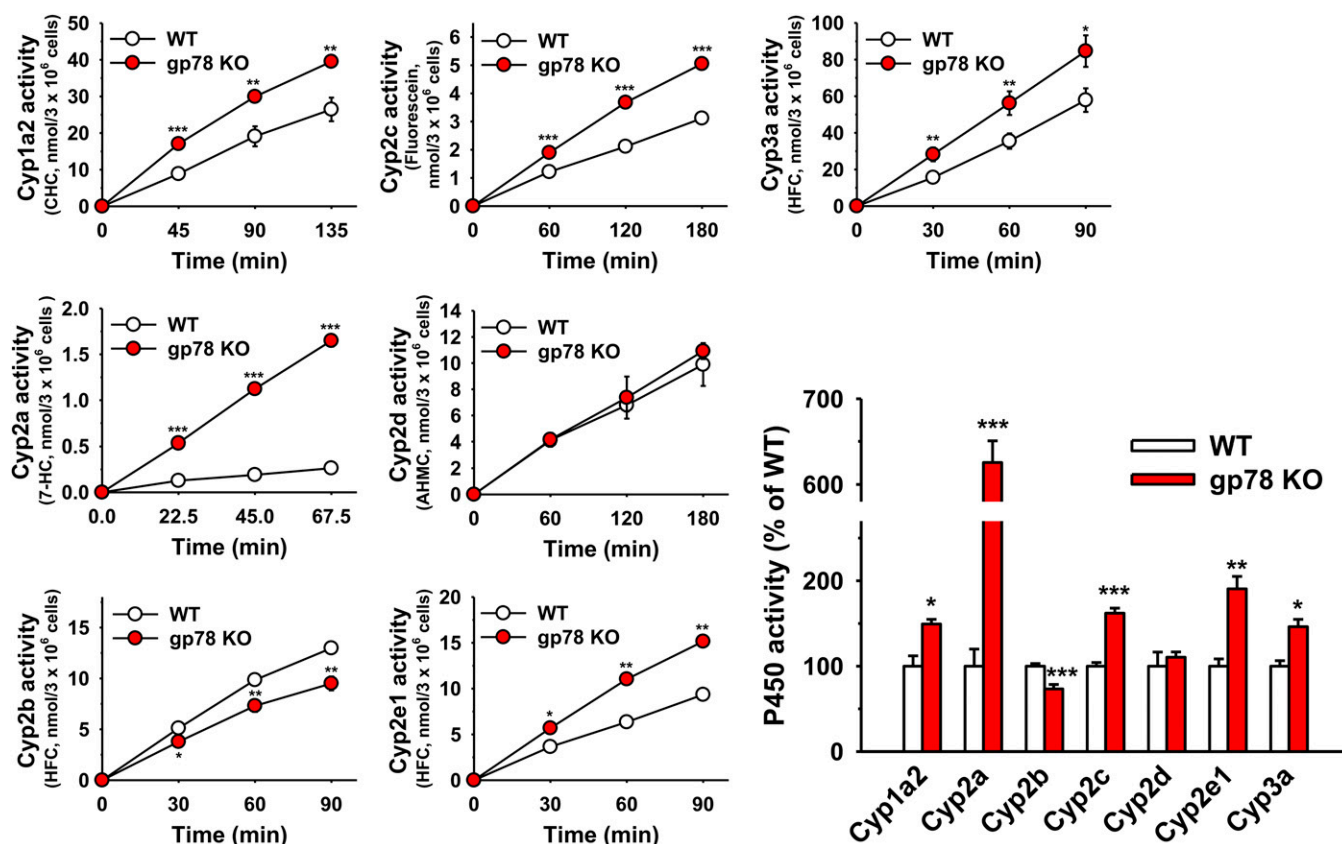 Cyp1a2 activity
(CHC, nmol/3 x 10⁶ cells)
50
40
30
20
10
0
WT
gp78 KO
***
**
**
0 45 90 135
Time (min)
Cyp2c activity
(Fluorescein,
nmol/3 x 10⁶ cells)
6
5
4
3
2
1
0
WT
gp78 KO
***
***
***
0 60 120 180
Time (min)
Cyp3a activity
(HFC, nmol/3 x 10⁶ cells)
100
80
60
40
20
0
WT
gp78 KO
**
**
*
0 30 60 90
Time (min)
Cyp2a activity
(7-HC, nmol/3 x 10⁶ cells )
2.0
1.5
1.0
0.5
0.0
WT
gp78 KO
***
***
***
0.0 22.5 45.0 67.5
Time (min)
Cyp2d activity
(AHMC, nmol/3 x 10⁶ cells)
14
12
10
8
6
4
2
0
WT
gp78 KO
0 60 120 180
Time (min)
Cyp2b activity
(HFC, nmol/3 x 10⁶ cells)
15
10
5
0
WT
gp78 KO
*
**
**
0 30 60 90
Time (min)
Cyp2e1 activity
(HFC, nmol/3 x 10⁶ cells)
20
15
10
5
0
WT
gp78 KO
*
**
**
0 30 60 90
Time (min)
P450 activity (% of WT)
700
600
200
100
0
WT
gp78 KO
*
***
***
***
**
*
Cyp1a2
Cyp2a
Cyp2b
Cyp2c
Cyp2d
Cyp2e1
Cyp3a